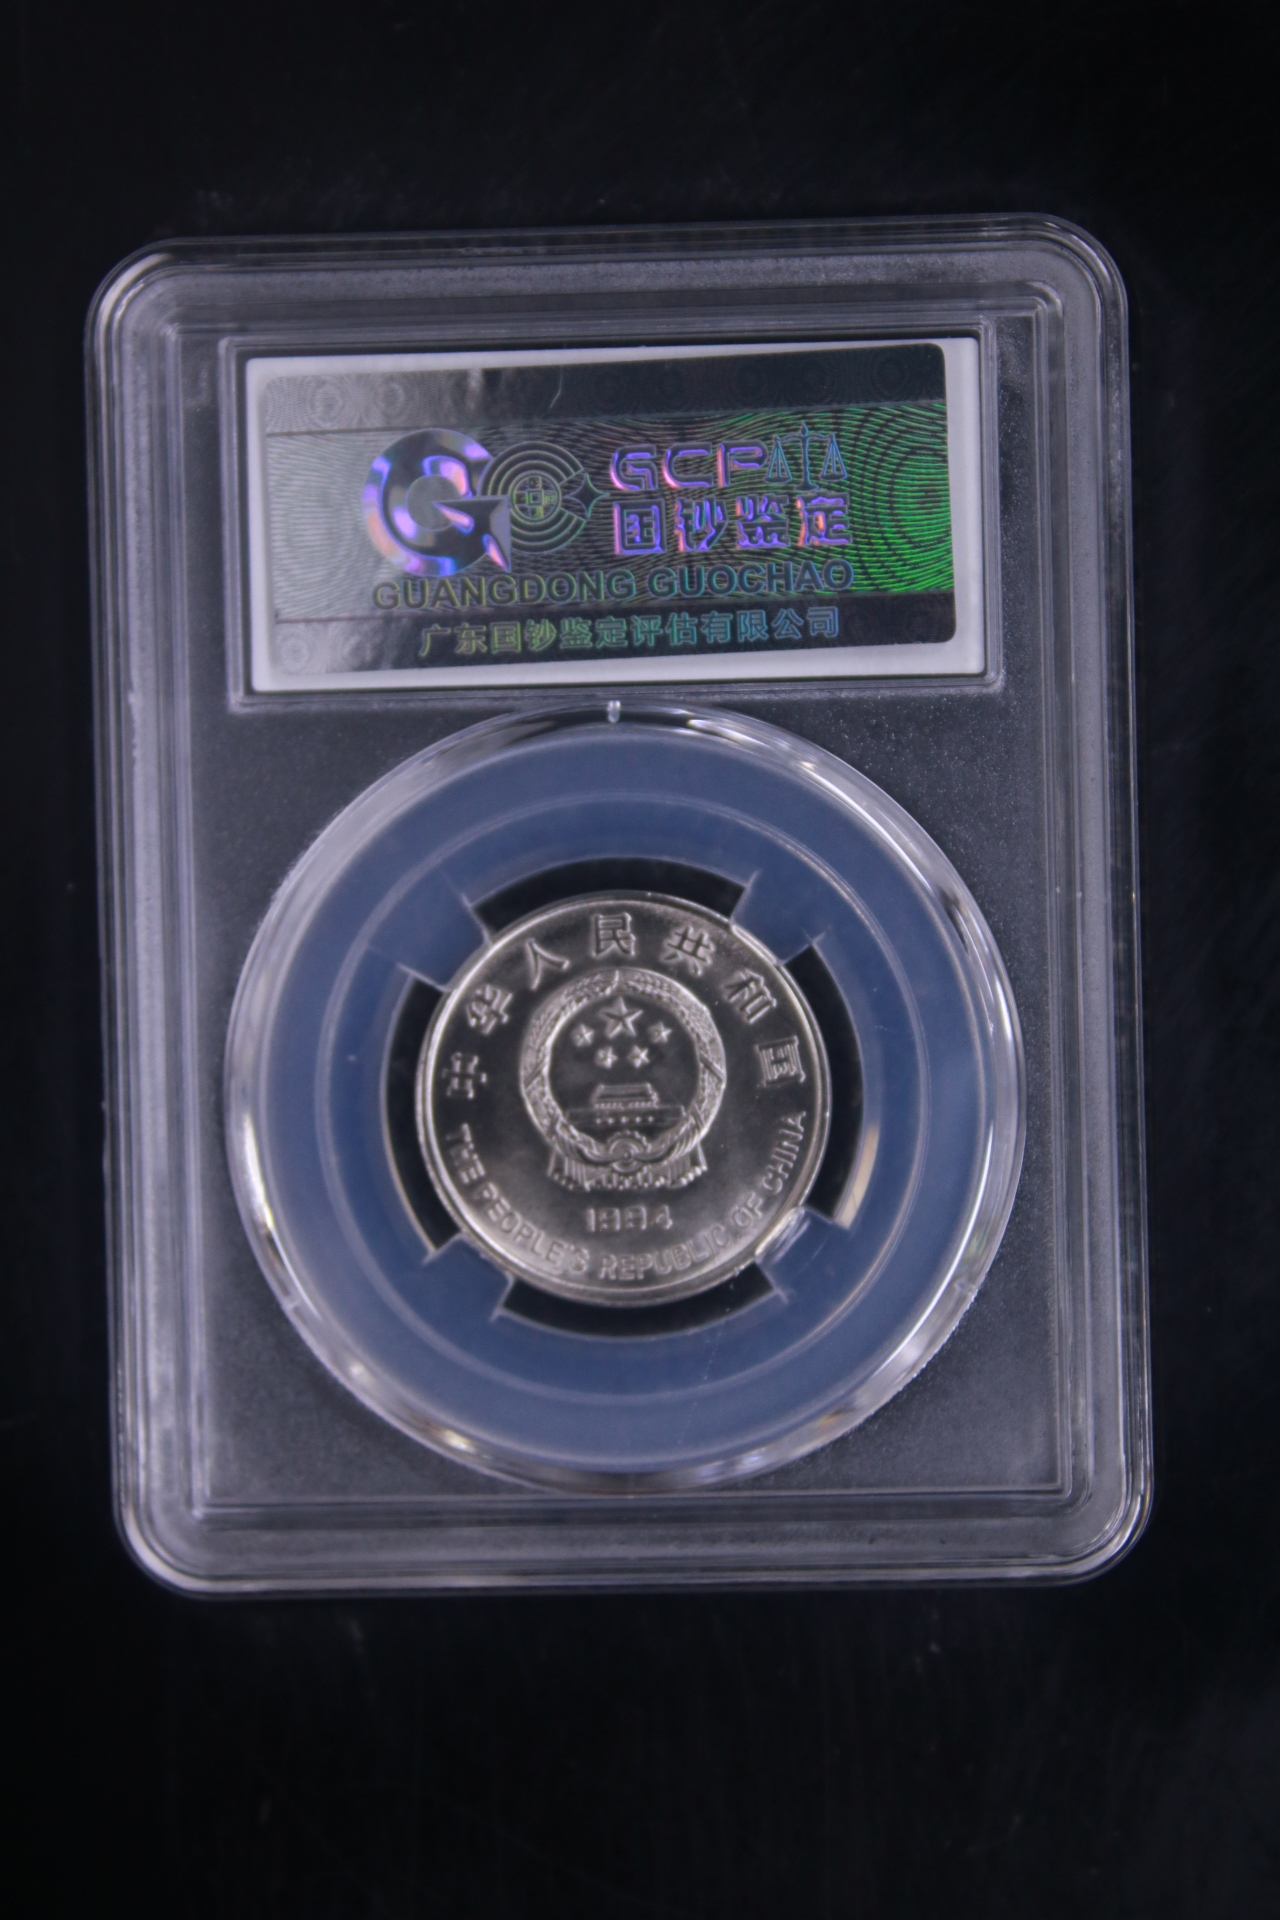 GCP
国钞鉴定
GUANGDONG GUOCHAO
广东国钞鉴定评估有限公司
中华人民共和国
1994
THE PEOPLE'S REPUBLIC OF CHINA